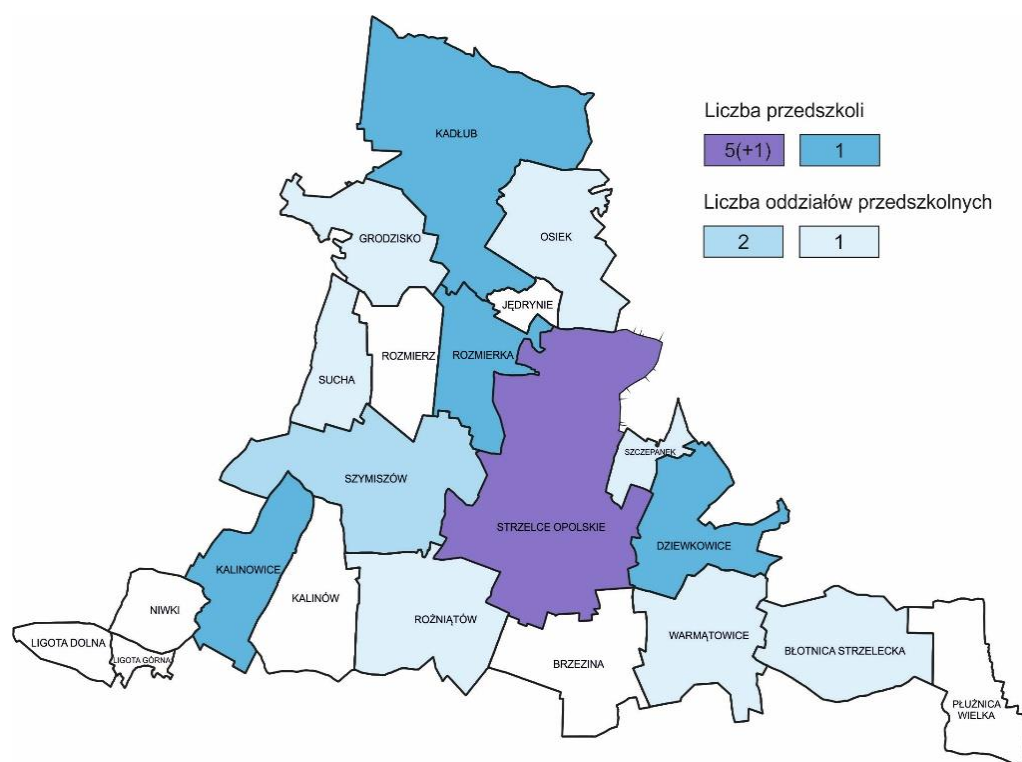 Liczba przedszkoli
5(+1) 1
Liczba oddziałów przedszkolnych
2 1
KADŁUB
GRODZISKO
OSIEK
JĘDRYNIE
ROZMIERZ
ROZMIERKA
SUCHA
SZCZEPANEK
SZYMISZÓW
STRZELCE OPOLSKIE
DZIEWKOWICE
KALINOWICE
KALINÓW
NIWKI
ROŻNIĄTÓW
LIGOTA DOLNA
LIGOTA GÓRNA
WARMĄTOWICE
BŁOTNICA STRZELECKA
BRZEZINA
PŁUŻNICA
WIELKA